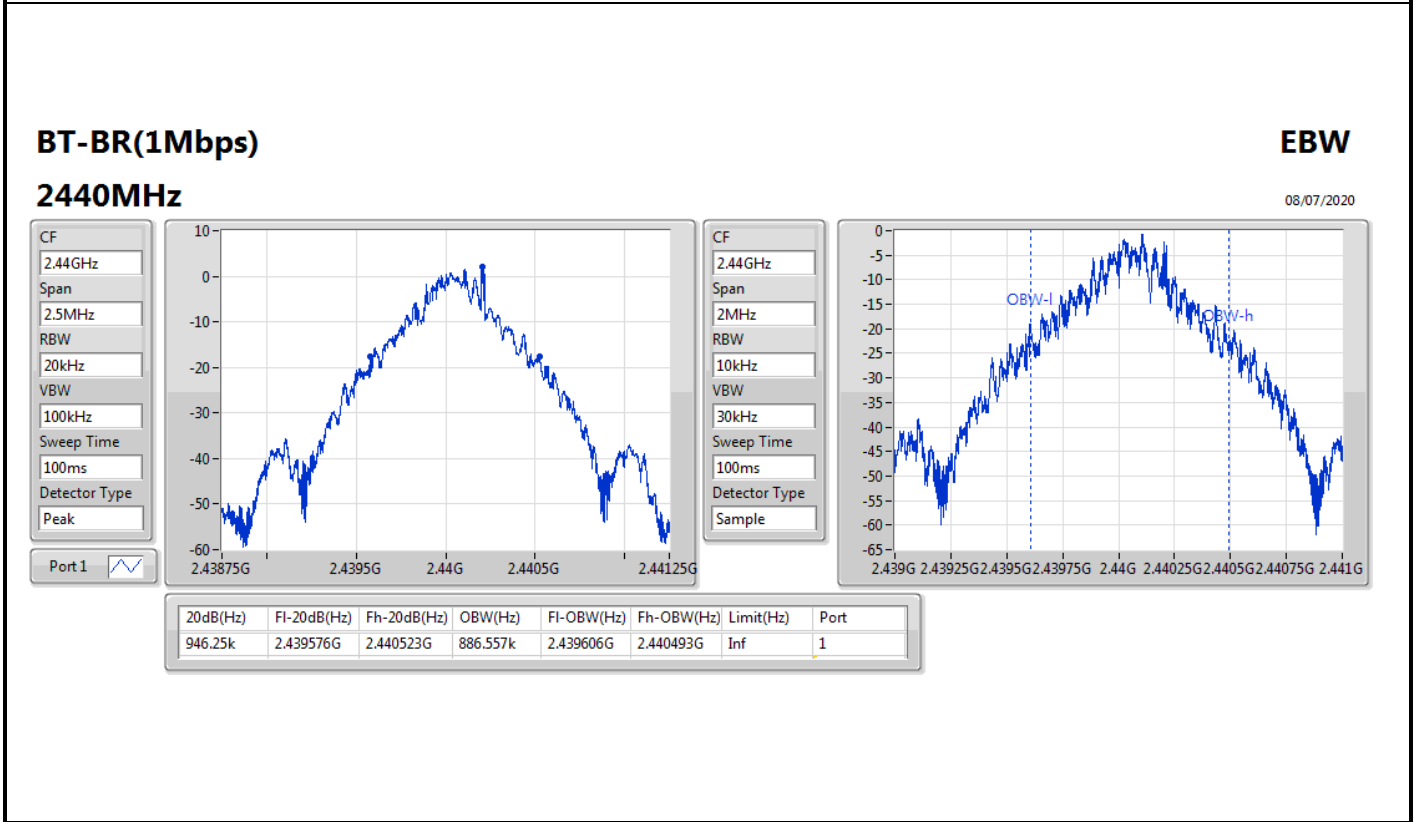 BT-BR(1Mbps)
EBW
2440MHz
08/07/2020
CF
2.44GHz
Span
2.5MHz
RBW
20kHz
VBW
100kHz
Sweep Time
100ms
Detector Type
Peak
Port 1
10
0
-10
-20
-30
-40
-50
-60
2.43875G 2.4395G 2.44G 2.4405G 2.44125G
CF
2.44GHz
Span
2MHz
RBW
10kHz
VBW
30kHz
Sweep Time
100ms
Detector Type
Sample
0
-5
-10
-15
-20
-25
-30
-35
-40
-45
-50
-55
-60
-65
OBW-l
OBW-h
2.439G 2.43925G 2.4395G 2.43975G 2.44G 2.44025G 2.4405G 2.44075G 2.441G
20dB(Hz) Fl-20dB(Hz) Fh-20dB(Hz) OBW(Hz) Fl-OBW(Hz) Fh-OBW(Hz) Limit(Hz) Port
946.25k 2.439576G 2.440523G 886.557k 2.439606G 2.440493G Inf 1